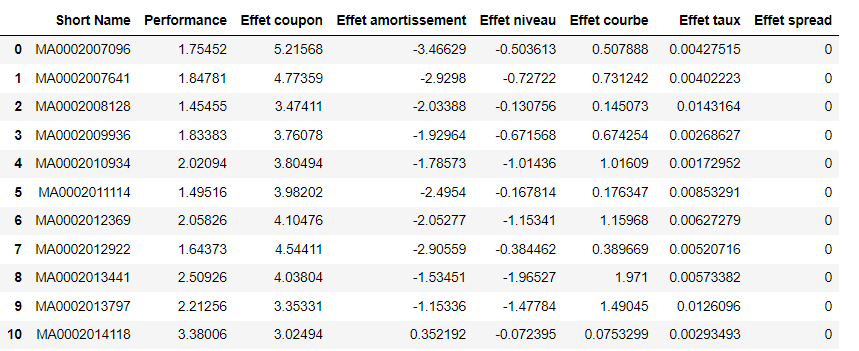 Short Name Performance Effet coupon Effet amortissement Effet niveau Effet courbe Effet taux Effet spread
0 MA0002007096 1.75452 5.21568 -3.46629 -0.503613 0.507888 0.00427515 0
1 MA0002007641 1.84781 4.77359 -2.9298 -0.72722 0.731242 0.00402223 0
2 MA0002008128 1.45455 3.47411 -2.03388 -0.130756 0.145073 0.0143164 0
3 MA0002009936 1.83383 3.76078 -1.92964 -0.671568 0.674254 0.00268627 0
4 MA0002010934 2.02094 3.80494 -1.78573 -1.01436 1.01609 0.00172952 0
5 MA0002011114 1.49516 3.98202 -2.4954 -0.167814 0.176347 0.00853291 0
6 MA0002012369 2.05826 4.10476 -2.05277 -1.15341 1.15968 0.00627279 0
7 MA0002012922 1.64373 4.54411 -2.90559 -0.384462 0.389669 0.00520716 0
8 MA0002013441 2.50926 4.03804 -1.53451 -1.96527 1.971 0.00573382 0
9 MA0002013797 2.21256 3.35331 -1.15336 -1.47784 1.49045 0.0126096 0
10 MA0002014118 3.38006 3.02494 0.352192 -0.072395 0.0753299 0.00293493 0